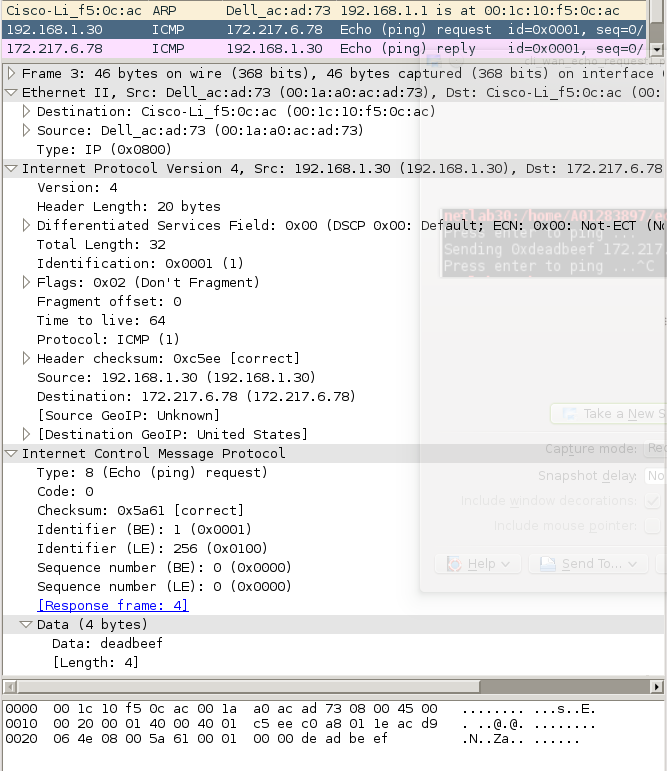 Cisco-Li_f5:0c:ac ARP Dell_ac:ad:73 192.168.1.1 is at 00:1c:10:f5:0c:ac
192.168.1.30 ICMP 172.217.6.78 Echo (ping) request id=0x0001, seq=0/
172.217.6.78 ICMP 192.168.1.30 Echo (ping) reply id=0x0001, seq=0/
Frame 3: 46 bytes on wire (368 bits), 46 bytes captured (368 bits) on interface
Ethernet II, Src: Dell_ac:ad:73 (00:1a:a0:ac:ad:73), Dst: Cisco-Li_f5:0c:ac (00:
Destination: Cisco-Li_f5:0c:ac (00:1c:10:f5:0c:ac)
Source: Dell_ac:ad:73 (00:1a:a0:ac:ad:73)
Type: IP (0x0800)
Internet Protocol Version 4, Src: 192.168.1.30 (192.168.1.30), Dst: 172.217.6.78
Version: 4
Header Length: 20 bytes
netlab30:/home/A01283897/e
Differentiated Services Field: 0x00 (DSCP 0x00: Default; ECN: 0x00: Not-ECT (No
Press enter to ping ...
Total Length: 32
Sending 0xdeadbeef 172.217.
Identification: 0x0001 (1)
Press enter to ping ...^C
Flags: 0x02 (Don't Fragment)
Fragment offset: 0
Time to live: 64
Protocol: ICMP (1)
Header checksum: 0xc5ee [correct]
Source: 192.168.1.30 (192.168.1.30)
Destination: 172.217.6.78 (172.217.6.78)
[Source GeoIP: Unknown]
Take a New S
[Destination GeoIP: United States]
Internet Control Message Protocol
Capture mode: Rec
Type: 8 (Echo (ping) request)
Snapshot delay: No
Code: 0
Include window decorations:
Checksum: 0x5a61 [correct]
Include mouse pointer:
Identifier (BE): 1 (0x0001)
Identifier (LE): 256 (0x0100)
Help
Send To...
Sequence number (BE): 0 (0x0000)
Sequence number (LE): 0 (0x0000)
[Response frame: 4]
Data (4 bytes)
Data: deadbeef
[Length: 4]
0000 00 1c 10 f5 0c ac 00 1a a0 ac ad 73 08 00 45 00 ........ ...s..E.
0010 00 20 00 01 40 00 40 01 c5 ee c0 a8 01 1e ac d9 . ..@.@. ........
0020 06 4e 08 00 5a 61 00 01 00 00 de ad be ef .N..Za.. ......